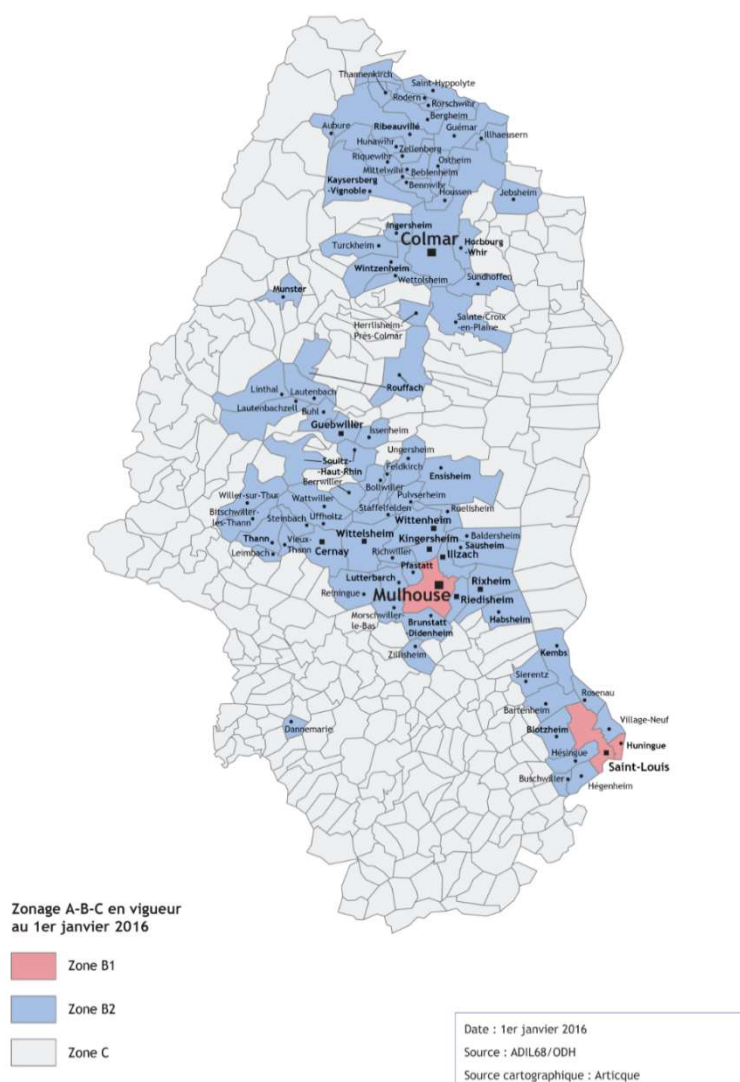 Thannenkirch
Saint-Hyppolyte
Rodern
Rorschwihr
Bergheim
Aubure
Ribeauvillé
Guémar
Illhaeusern
Hunawihr
Zellenberg
Riquewihr
Ostheim
Mittelwihr
Beblenheim
Kaysersberg
-Vignoble
Bennwihr
Houssen
Jebsheim
Ingersheim
Colmar
Turckheim
Horbourg
-Whir
Wintzenheim
Wettolsheim
Sundhoffen
Munster
Herrlisheim-
Près-Colmar
Sainte-Croix
-en-Plaine
Rouffach
Linthal
Lautenbach
Lautenbachzell
Buhl
Guebwiller
Issenheim
Soultz-
-Haut-Rhin
Ungersheim
Feldkirch
Ensisheim
Berrwiller
Bollwiller
Willer-sur-Thur
Wattwiller
Pulverheim
Bitschwiller-
lès-Thann
Staffelfelden
Ruelisheim
Steinbach
Uffholtz
Wittenheim
Thann
Vieux-
Thann
Wittelsheim
Kingersheim
Baldersheim
Sausheim
Leimbach
Cernay
Richwiller
Illzach
Pfastatt
Lutterbarch
Rixheim
Reiningue
Mulhouse
Riedisheim
Morschwiller
-le-Bas
Brunstatt
-Didenheim
Habsheim
Zillisheim
Kembs
Sierentz
Rosenau
Bartenheim
Village-Neuf
Dannemarie
Blotzheim
Huningue
Hésingue
Saint-Louis
Buschwiller
Hégenheim
Zonage A-B-C en vigueur
au 1er janvier 2016
Zone B1
Zone B2
Zone C
Date : 1er janvier 2016
Source : ADIL68/ODH
Source cartographique : Articque